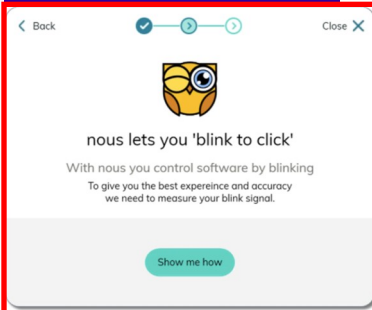 Back
Close
nous lets you 'blink to click'
With nous you control software by blinking
To give you the best expereince and accuracy
we need to measure your blink signal.
Show me how